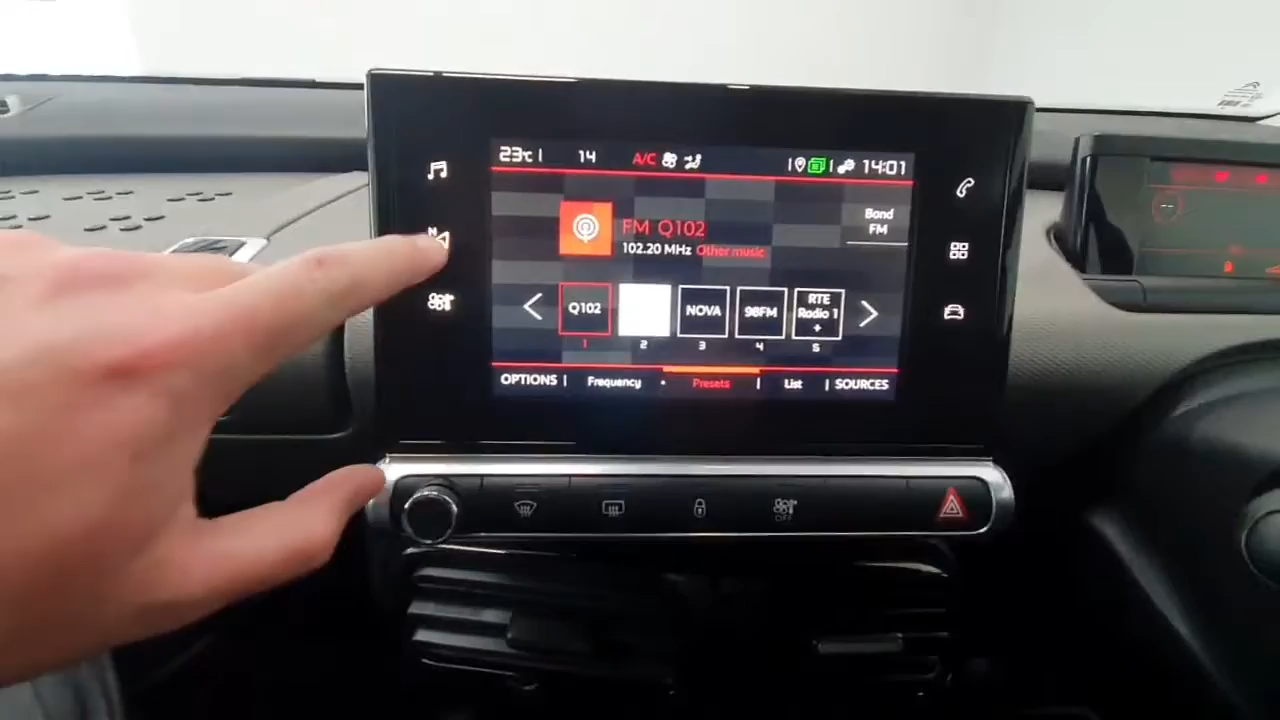 23°C 14 A/C 14:01
FM Q102
102.20 MHz Other music
Band
FM
Q102 NOVA 98FM RTE
Radio 1
+
1 2 3 4 5
OPTIONS Frequency Presets List SOURCES
N
OFF
--